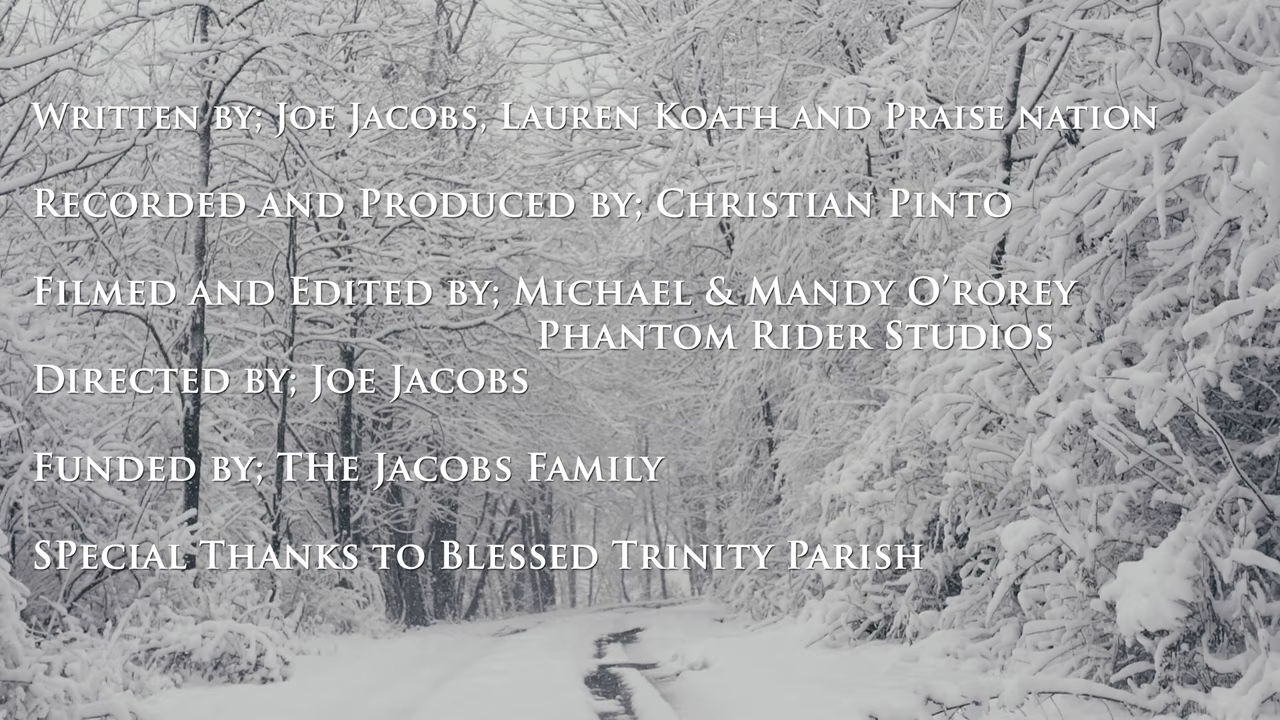 Written by; Joe Jacobs, Lauren Koath and Praise nation
Recorded and Produced by; Christian Pinto
Filmed and Edited by; Michael & Mandy O'rorey
Phantom Rider Studios
Directed by; Joe Jacobs
Funded by; THe Jacobs Family
SPecial Thanks to Blessed Trinity Parish